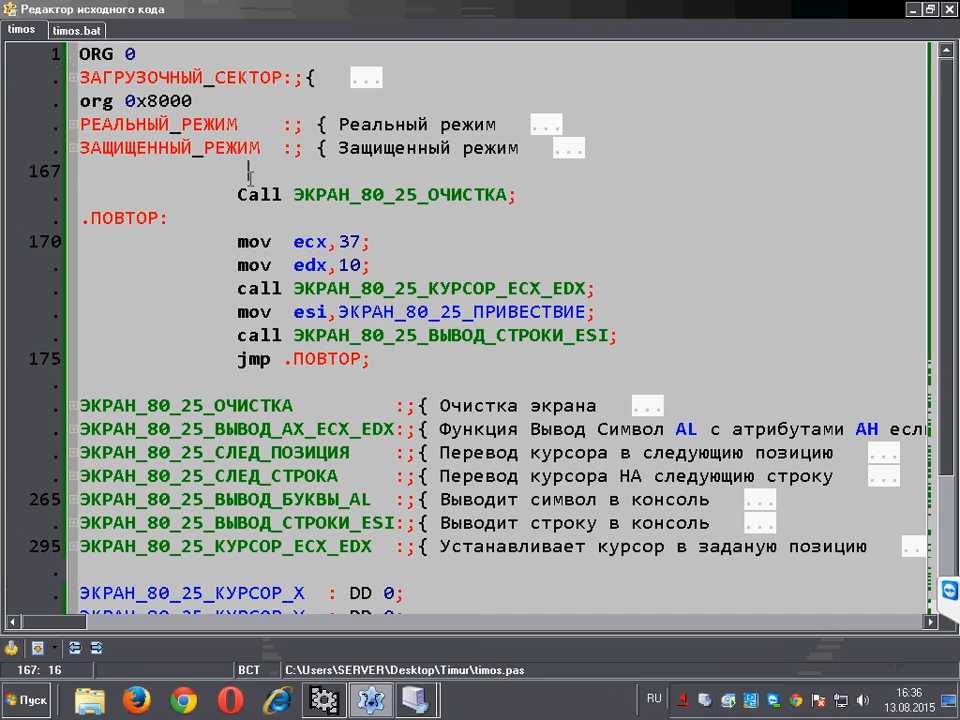 Редактор исходного кода
timos timos.bat
1 ORG 0
ЗАГРУЗОЧНЫЙ_СЕКТОР:;{ ...
org 0x8000
РЕАЛЬНЫЙ_РЕЖИМ :; { Реальный режим ...
ЗАЩИЩЕННЫЙ_РЕЖИМ :; { Защищенный режим ...
167
Call ЭКРАН_80_25_ОЧИСТКА;
.ПОВТОР:
170 mov ecx,37;
mov edx,10;
call ЭКРАН_80_25_КУРСОР_ECX_EDX;
mov esi,ЭКРАН_80_25_ПРИВЕСТВИЕ;
call ЭКРАН_80_25_ВЫВОД_СТРОКИ_ESI;
175 jmp .ПОВТОР;
ЭКРАН_80_25_ОЧИСТКА :;{ Очистка экрана ...
ЭКРАН_80_25_ВЫВОД_AX_ECX_EDX:;{ Функция Вывод Символ AL с атрибутами AH если
ЭКРАН_80_25_СЛЕД_ПОЗИЦИЯ :;{ Перевод курсора в следующую позицию ...
ЭКРАН_80_25_СЛЕД_СТРОКА :;{ Перевод курсора НА следующую строку ...
265 ЭКРАН_80_25_ВЫВОД_БУКВЫ_AL :;{ Выводит символ в консоль ...
ЭКРАН_80_25_ВЫВОД_СТРОКИ_ESI:;{ Выводит строку в консоль ...
295 ЭКРАН_80_25_КУРСОР_ECX_EDX :;{ Устанавливает курсор в заданую позицию ...
ЭКРАН_80_25_КУРСОР_X : DD 0;
ЭКРАН_80_25_КУРСОР_Y : DD 0;
167: 16 ВСТ C:\Users\SERVER\Desktop\Timur\timos.pas
Пуск RU 16:36
13.08.2015